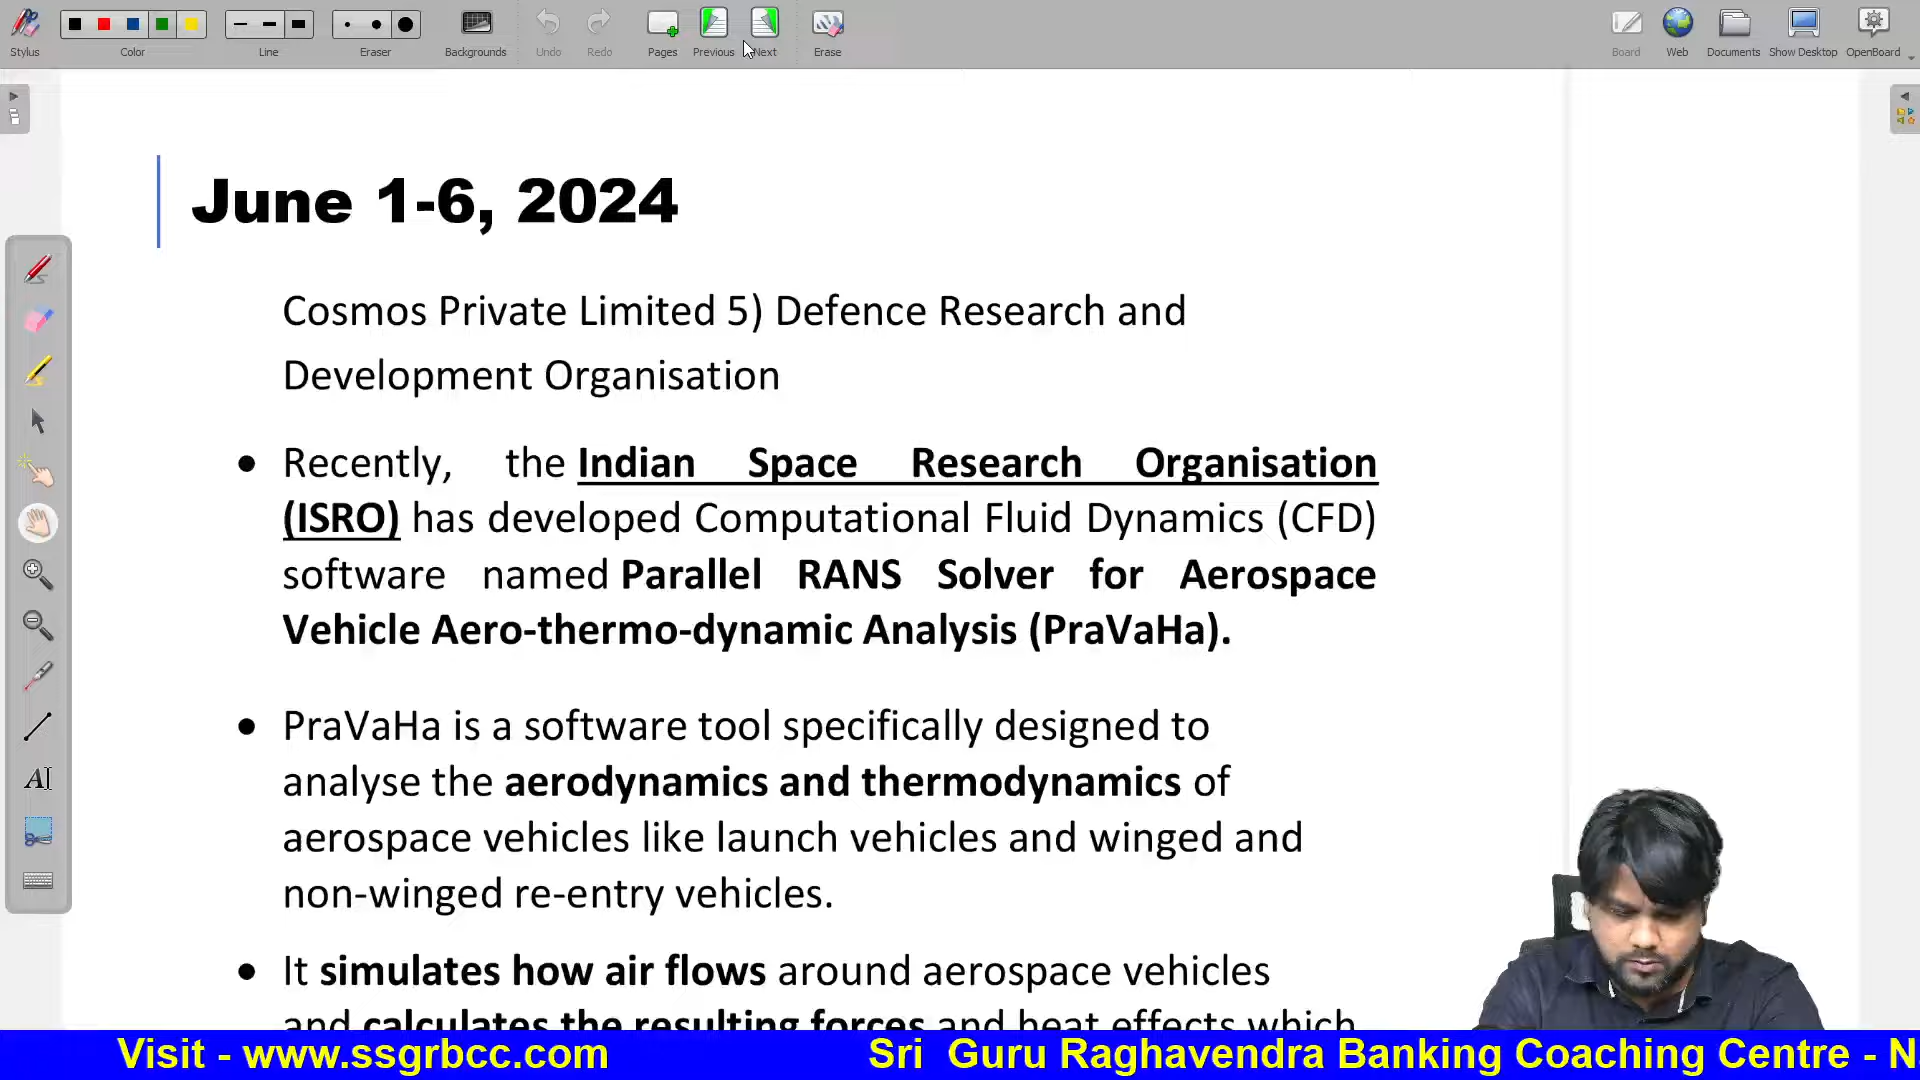 Stylus
Color
Line
Eraser
Backgrounds
Undo
Redo
Pages
Previous
Next
Erase
Board
Web
Documents
Show Desktop
OpenBoard
June 1-6, 2024
Cosmos Private Limited 5) Defence Research and
Development Organisation
• Recently, the Indian Space Research Organisation
(ISRO) has developed Computational Fluid Dynamics (CFD)
software named Parallel RANS Solver for Aerospace
Vehicle Aero-thermo-dynamic Analysis (PraVaHa).
• PraVaHa is a software tool specifically designed to
analyse the aerodynamics and thermodynamics of
aerospace vehicles like launch vehicles and winged and
non-winged re-entry vehicles.
• It simulates how air flows around aerospace vehicles
and calculates the resulting forces and heat effects which
Visit - www.ssgrbcc.com
Sri Guru Raghavendra Banking Coaching Centre - N